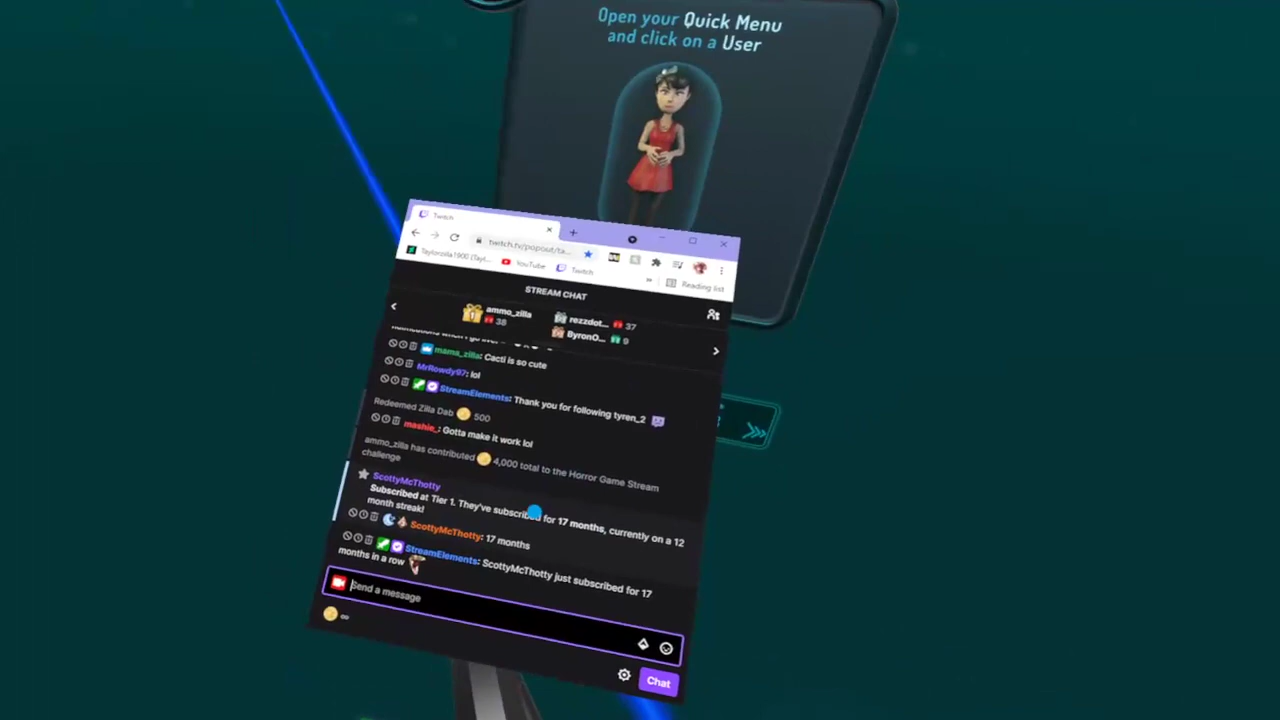 Open your Quick Menu
and click on a User
Twitch
twitch.tv/popout/ta...
Taylorzilla1900 (Tayl...
YouTube
Twitch
Reading list
STREAM CHAT
ammo_zilla
38
rezzdot... 37
ByronO... 9
mama_zilla: Cacti is so cute
MrRowdy97: lol
StreamElements: Thank you for following tyren_2
Redeemed Zilla Dab 500
mashie_: Gotta make it work lol
ammo_zilla has contributed 4,000 total to the Horror Game Stream
challenge
ScottyMcThotty
Subscribed at Tier 1. They've subscribed for 17 months, currently on a 12
month streak!
ScottyMcThotty: 17 months
StreamElements: ScottyMcThotty just subscribed for 17
months in a row
Send a message
∞
Chat